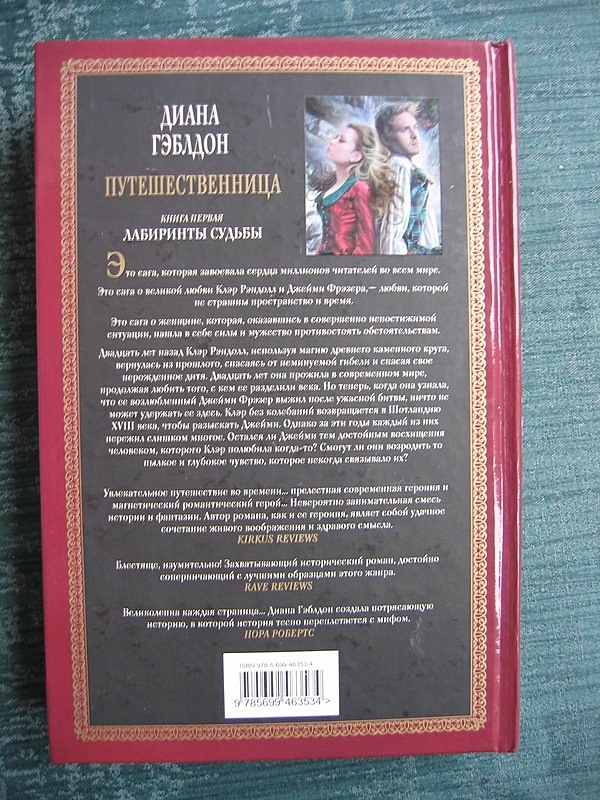 ДИАНА
ГЭБЛДОН
ПУТЕШЕСТВЕННИЦА
КНИГА ПЕРВАЯ
ЛАБИРИНТЫ СУДЬБЫ
Это сага, которая завоевала сердца миллионов читателей во всем мире.
Это сага о великой любви Клэр Рэндолл и Джейми Фрэзера,— любви, которой
не страшны пространство и время.
Это сага о женщине, которая, оказавшись в совершенно непостижимой
ситуации, нашла в себе силы и мужество противостоять обстоятельствам.
Двадцать лет назад Клэр Рэндолл, используя магию древнего каменного круга,
вернулась из прошлого, спасаясь от неминуемой гибели и спасая свое
нерожденное дитя. Двадцать лет она прожила в современном мире,
продолжая любить того, с кем ее разделили века. Но теперь, когда она узнала,
что ее возлюбленный Джейми Фрэзер выжил после ужасной битвы, ничто не
может удержать ее здесь. Клэр без колебаний возвращается в Шотландию
XVIII века, чтобы разыскать Джейми. Однако за эти годы каждый из них
пережил слишком многое. Остался ли Джейми тем достойным восхищения
человеком, которого Клэр полюбила когда-то? Смогут ли они возродить то
пылкое и глубокое чувство, которое некогда связывало их?
Увлекательное путешествие во времени... прелестная современная героиня и
магнетический романтический герой... Невероятно занимательная смесь
истории и фантазии. Автор романа, как и ее героиня, являет собой удачное
сочетание живого воображения и здравого смысла.
KIRKUS REVIEWS
Блестяще, изумительно! Захватывающий исторический роман, достойно
соперничающий с лучшими образцами этого жанра.
RAVE REVIEWS
Великолепна каждая страница... Диана Гэблдон создала потрясающую
историю, в которой история тесно переплетается с мифом.
НОРА РОБЕРТС
ISBN 978-5-699-46353-4
9 785699 463534 >